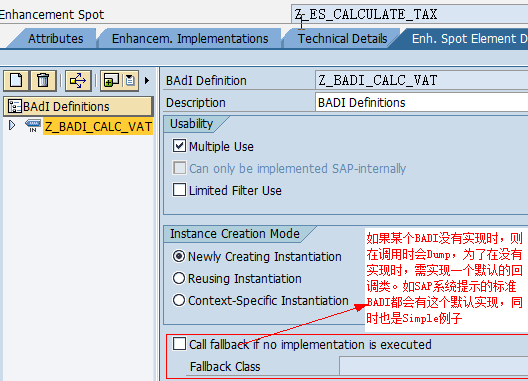 Enhancement Spot Z_ES_CALCULATE_TAX
Attributes Enhancem. Implementations Technical Details Enh. Spot Element D
BAdI Definitions
Z_BADI_CALC_VAT
BAdI Definition Z_BADI_CALC_VAT
Description BADI Definitions
Usability
Multiple Use
Can only be implemented SAP-internally
Limited Filter Use
Instance Creation Mode
Newly Creating Instantiation
Reusing Instantiation
Context-Specific Instantiation
如果某个BADI没有实现时，则
在调用时会Dump，为了在没有
实现时，需实现一个默认的回
调类。如SAP系统提示的标准
BADI都会有这个默认实现，同
时也是Simple例子
Call fallback if no implementation is executed
Fallback Class